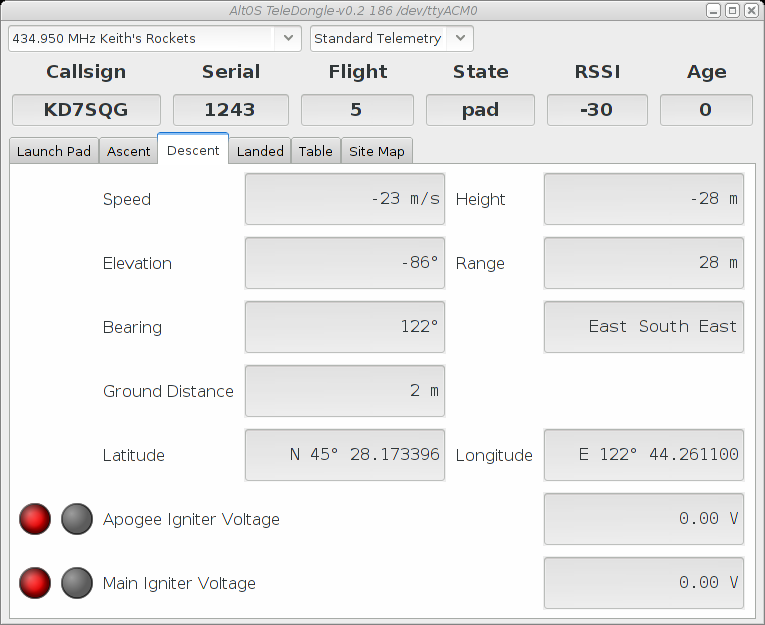 AltOS TeleDongle-v0.2 186 /dev/ttyACM0
434.950 MHz Keith's Rockets Standard Telemetry
Callsign Serial Flight State RSSI Age
KD7SQG 1243 5 pad -30 0
Launch Pad Ascent Descent Landed Table Site Map
Speed -23 m/s Height -28 m
Elevation -86° Range 28 m
Bearing 122° East South East
Ground Distance 2 m
Latitude N 45° 28.173396 Longitude E 122° 44.261100
Apogee Igniter Voltage 0.00 V
Main Igniter Voltage 0.00 V